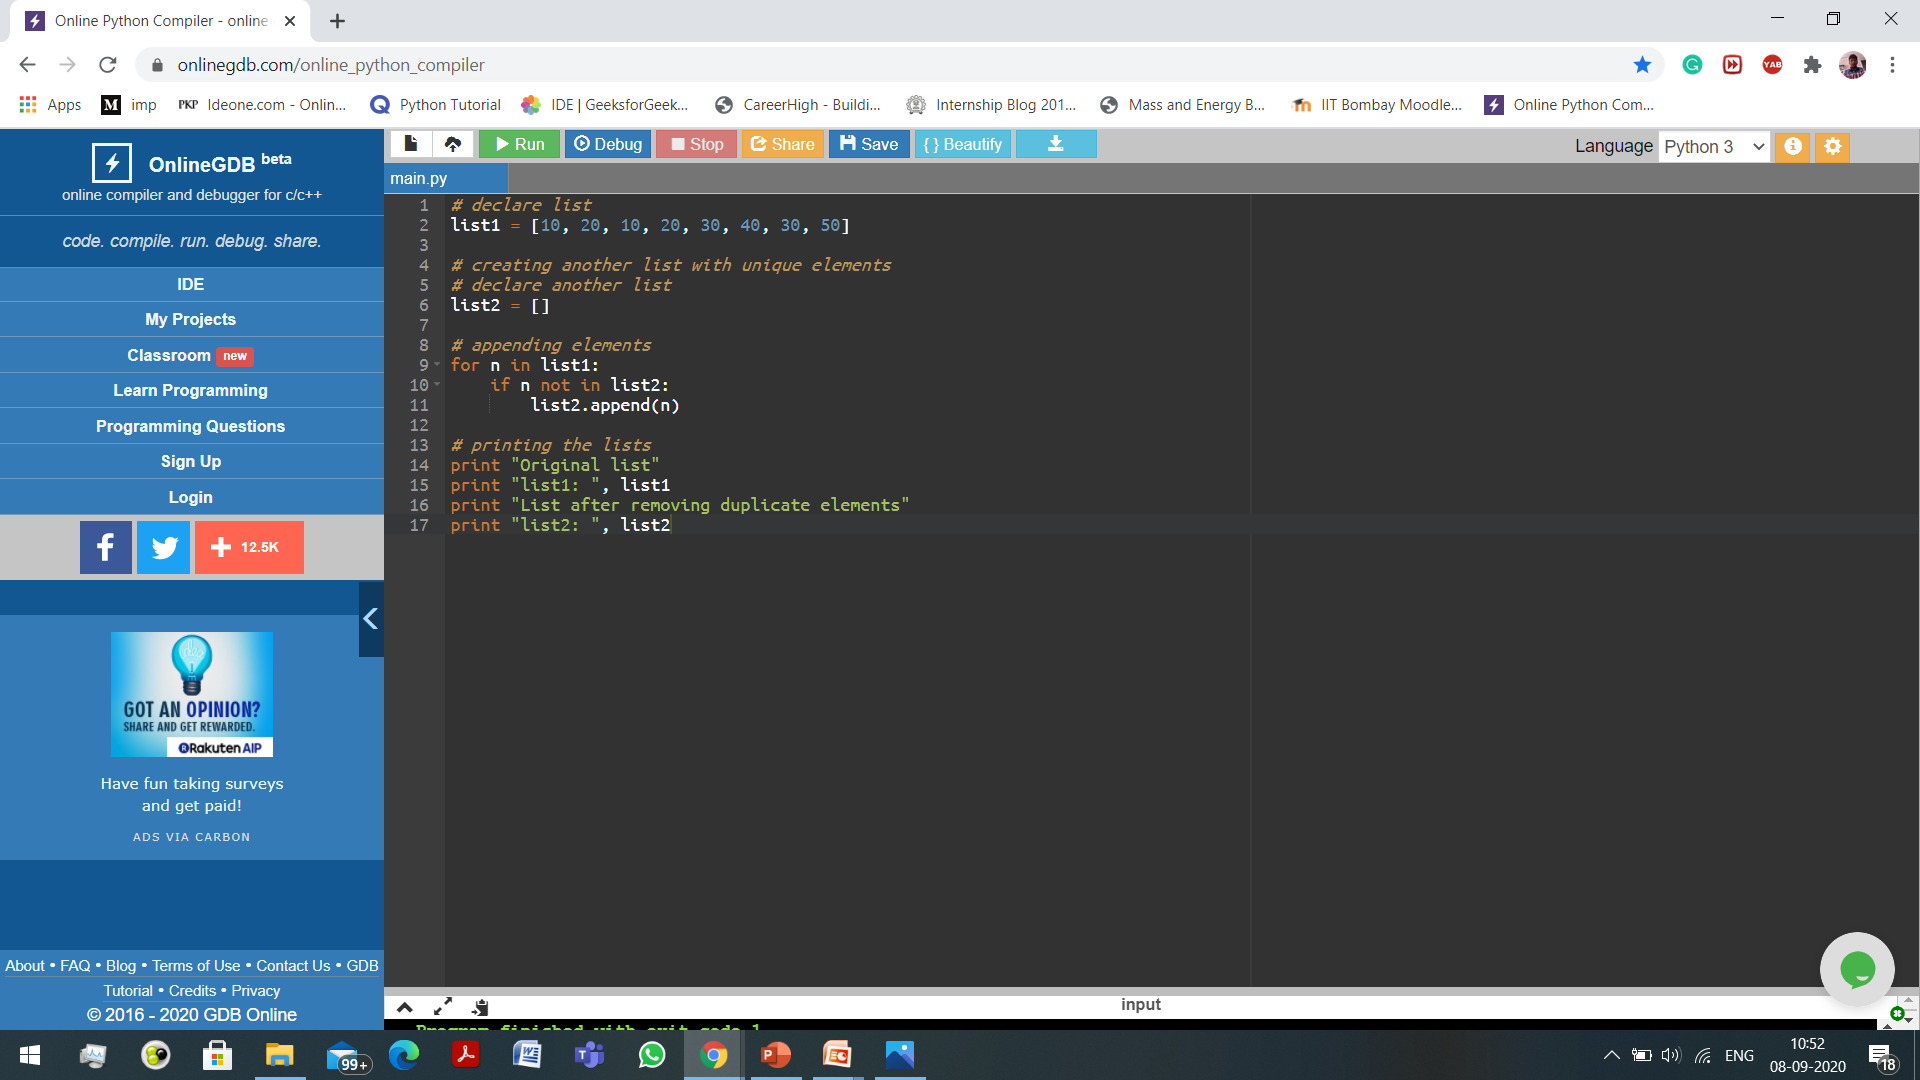 Online Python Compiler - online
onlinegdb.com/online_python_compiler
Apps
M imp
PKP Ideone.com - Onlin...
Python Tutorial
IDE | GeeksforGeek...
CareerHigh - Buildi...
Internship Blog 201...
Mass and Energy B...
IIT Bombay Moodle...
Online Python Com...
YAB
OnlineGDB beta
online compiler and debugger for c/c++
code. compile. run. debug. share.
IDE
My Projects
Classroom new
Learn Programming
Programming Questions
Sign Up
Login
12.5K
GOT AN OPINION?
SHARE AND GET REWARDED.
Rakuten AIP
Have fun taking surveys
and get paid!
ADS VIA CARBON
About • FAQ • Blog • Terms of Use • Contact Us • GDB
Tutorial • Credits • Privacy
© 2016 - 2020 GDB Online
Run
Debug
Stop
Share
Save
{ } Beautify
Language Python 3
main.py
1 # declare list
2 list1 = [10, 20, 10, 20, 30, 40, 30, 50]
3
4 # creating another list with unique elements
5 # declare another list
6 list2 = []
7
8 # appending elements
9 for n in list1:
10     if n not in list2:
11         list2.append(n)
12
13 # printing the lists
14 print "Original list"
15 print "list1: ", list1
16 print "List after removing duplicate elements"
17 print "list2: ", list2
input
Program finished with exit code 1
99+
ENG
10:52
08-09-2020
18